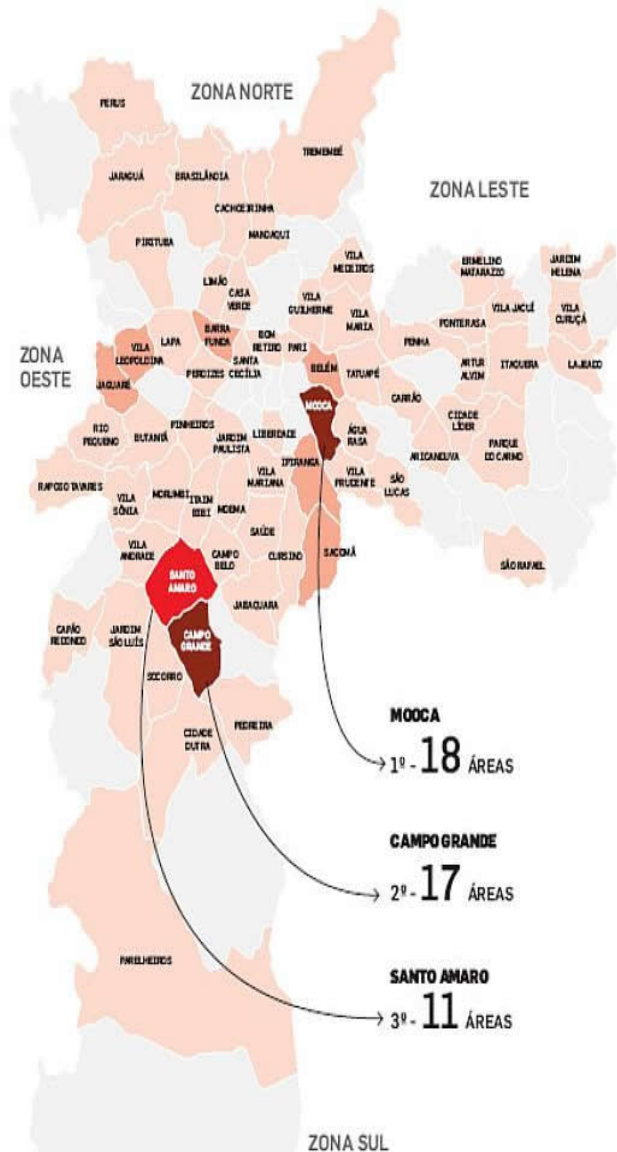 ZONA NORTE
PERUS
TREMEMBÉ
JARAGUÁ
BRASILÂNDIA
ZONA LESTE
CACHOEIRINHA
MANDAQUI
PIRITUBA
VILA
MEDEIROS
ERMELINO
MATARAZZO
JARDIM
HELENA
LIMÃO
CASA
VERDE
VILA
GUILHERME
VILA
MARIA
VILA JACUÍ
VILA
CURUÇÁ
PONTE RASA
BARRA
FUNDA
BOM
RETIRO
PARI
PENHA
LAPA
VILA
LEOPOLDINA
ZONA
OESTE
PERDIZES
SANTA
CECÍLIA
BELÉM
TATUAPÉ
ARTUR
ALVIM
ITAQUERA
LAJEADO
JAGUARÉ
CARRÃO
MOOCA
CIDADE
LÍDER
RIO
PEQUENO
BUTANTÃ
PINHEIROS
JARDIM
PAULISTA
LIBERDADE
ÁGUA
RASA
ARICANDUVA
PARQUE
DO CARMO
IPIRANGA
VILA
MARIANA
VILA
PRUDENTE
SÃO
LUCAS
RAPOSO TAVARES
VILA
SÔNIA
MORUMBI
ITAIM
BIBI
MOEMA
SAÚDE
VILA
ANDRADE
CAMPO
BELO
CURSINO
SACOMÃ
SÃO RAFAEL
SANTO
AMARO
JABAQUARA
CAPÃO
REDONDO
JARDIM
SÃO LUÍS
CAMPO
GRANDE
SOCORRO
CIDADE
DUTRA
PEDREIRA
MOOCA
1º - 18 ÁREAS
CAMPO GRANDE
2º - 17 ÁREAS
PARELHEIROS
SANTO AMARO
3º - 11 ÁREAS
ZONA SUL